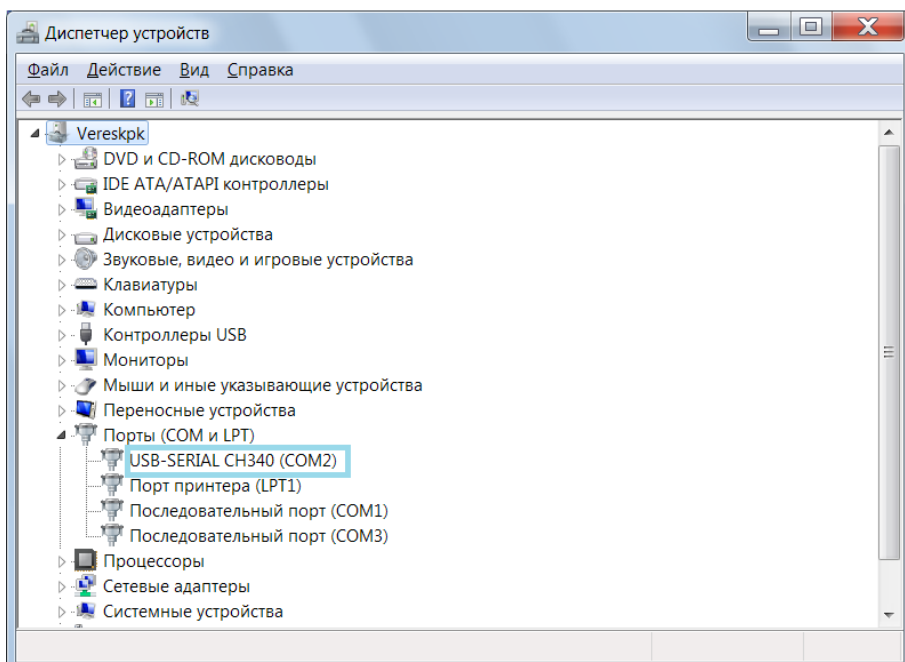 Диспетчер устройств
Файл Действие Вид Справка
Vereskpk
DVD и CD-ROM дисководы
IDE ATA/ATAPI контроллеры
Видеоадаптеры
Дисковые устройства
Звуковые, видео и игровые устройства
Клавиатуры
Компьютер
Контроллеры USB
Мониторы
Мыши и иные указывающие устройства
Переносные устройства
Порты (COM и LPT)
USB-SERIAL CH340 (COM2)
Порт принтера (LPT1)
Последовательный порт (COM1)
Последовательный порт (COM3)
Процессоры
Сетевые адаптеры
Системные устройства